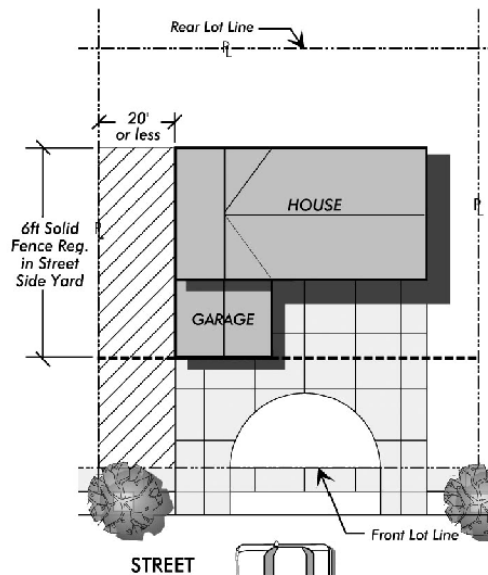 Rear Lot Line
PL
20'
or less
HOUSE
PL
PL
6ft Solid
Fence Reg.
in Street
Side Yard
GARAGE
Front Lot Line
STREET